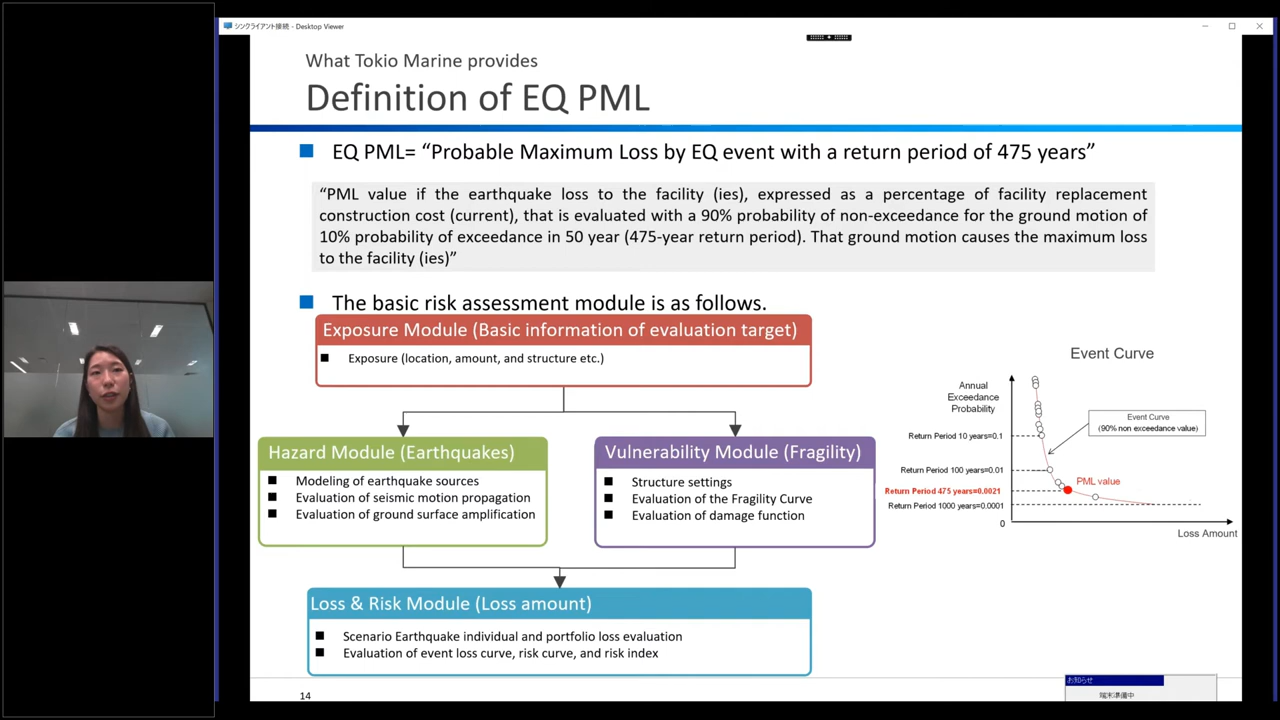 シンクライアント接続 - Desktop Viewer
What Tokio Marine provides
Definition of EQ PML
EQ PML= “Probable Maximum Loss by EQ event with a return period of 475 years”
“PML value if the earthquake loss to the facility (ies), expressed as a percentage of facility replacement
construction cost (current), that is evaluated with a 90% probability of non-exceedance for the ground motion of
10% probability of exceedance in 50 year (475-year return period). That ground motion causes the maximum loss
to the facility (ies)”
The basic risk assessment module is as follows.
Exposure Module (Basic information of evaluation target)
Exposure (location, amount, and structure etc.)
Hazard Module (Earthquakes)
Modeling of earthquake sources
Evaluation of seismic motion propagation
Evaluation of ground surface amplification
Vulnerability Module (Fragility)
Structure settings
Evaluation of the Fragility Curve
Evaluation of damage function
Loss & Risk Module (Loss amount)
Scenario Earthquake individual and portfolio loss evaluation
Evaluation of event loss curve, risk curve, and risk index
Event Curve
Annual
Exceedance
Probability
Event Curve
(90% non exceedance value)
Return Period 10 years=0.1
Return Period 100 years=0.01
PML value
Return Period 475 years=0.0021
Return Period 1000 years=0.0001
0
Loss Amount
14
お知らせ
端末準備中